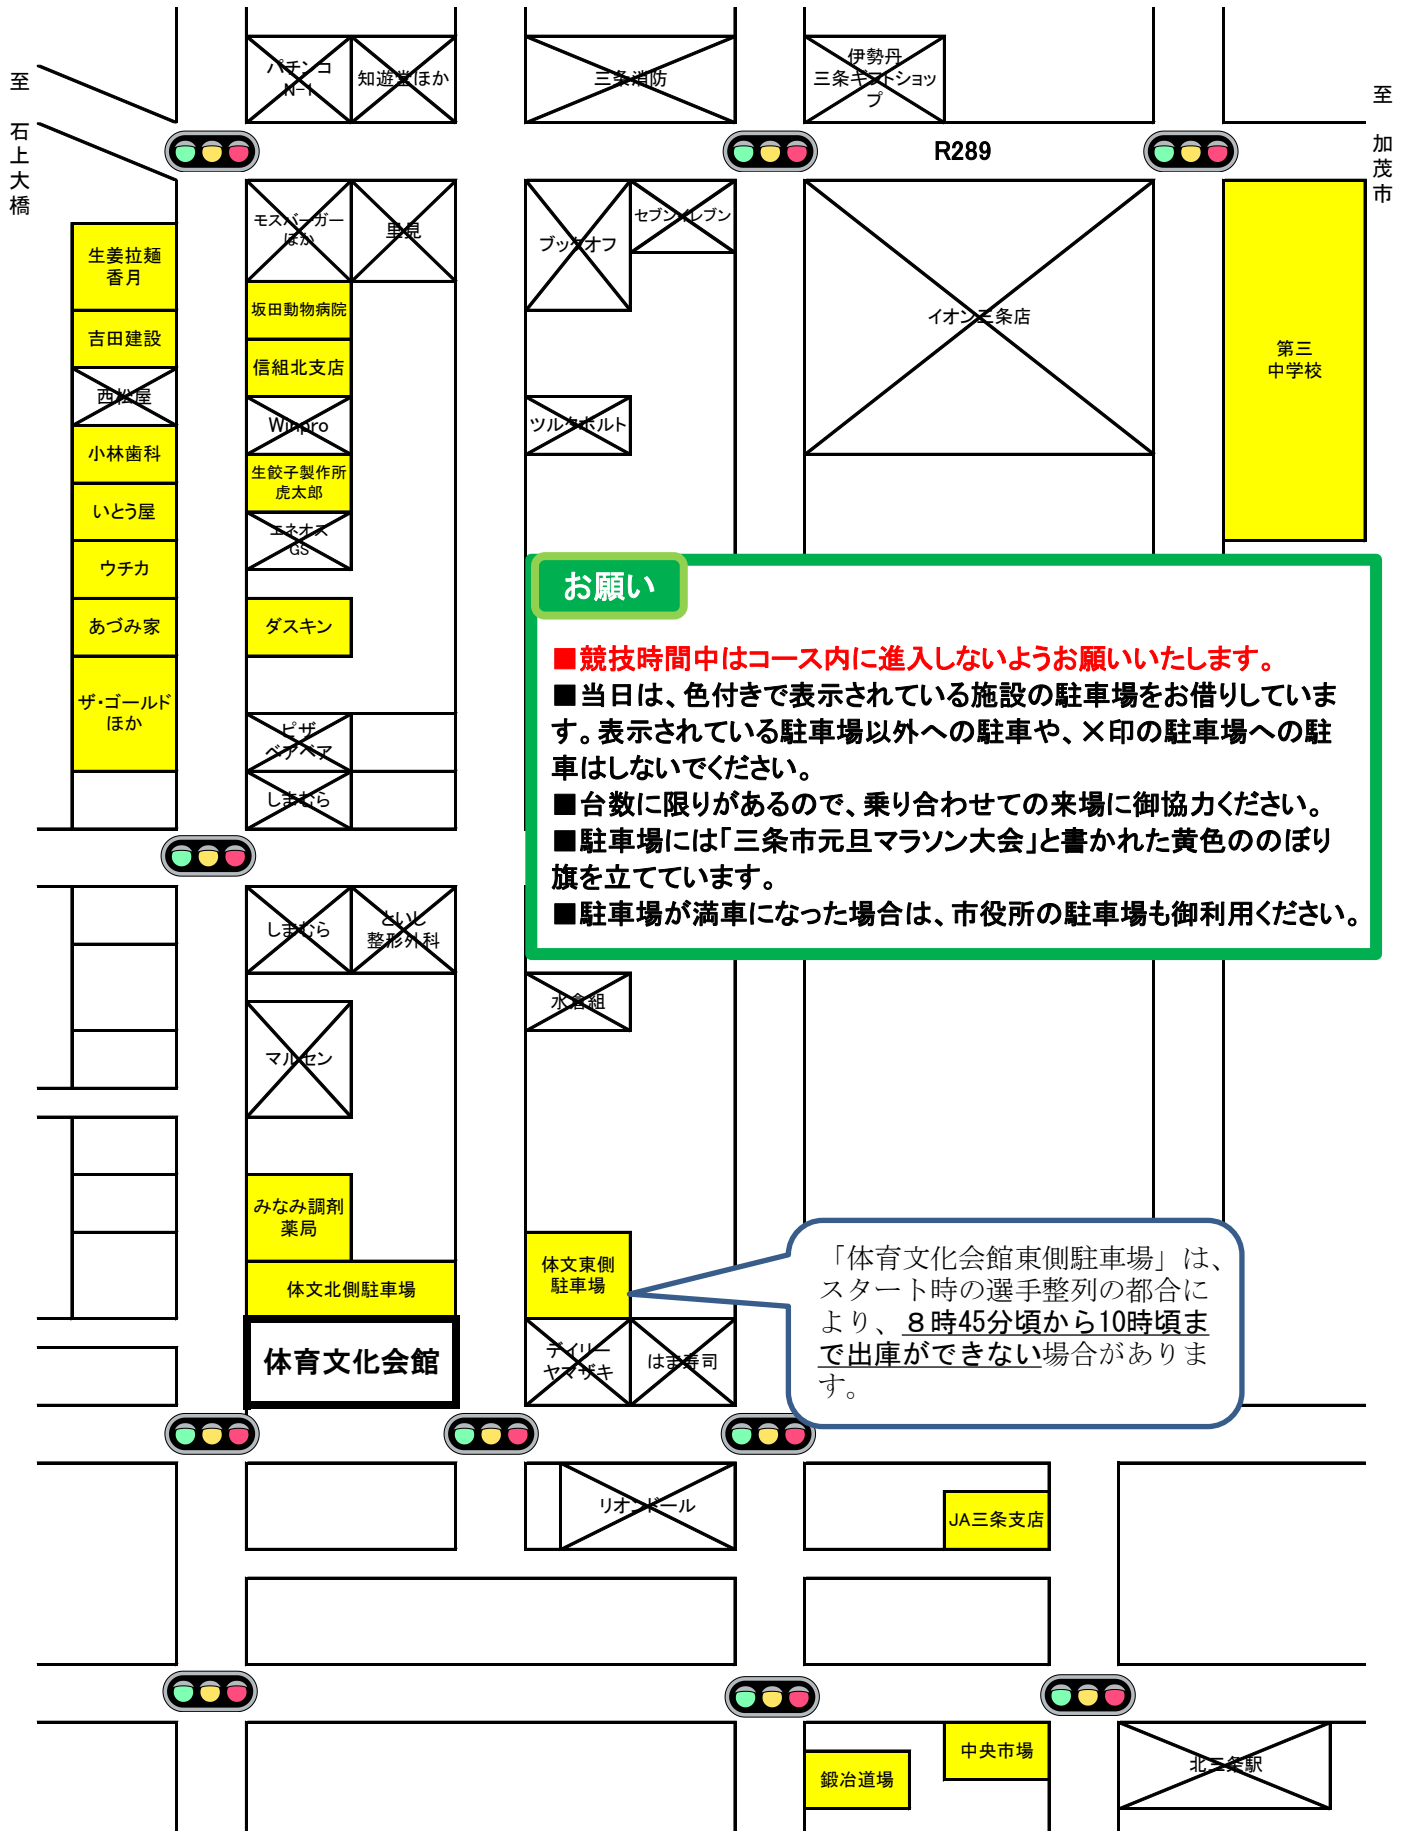 至 石上大橋
パチンコ
N-1
知遊堂ほか
三条消防
伊勢丹
三条ギフトショッ
プ
至 加茂市
R289
生姜拉麺
香月
吉田建設
西松屋
小林歯科
いとう屋
ウチカ
あづみ家
ザ・ゴールド
ほか
モスバーガー
ほか
里見
坂田動物病院
信組北支店
Winpro
生餃子製作所
虎太郎
エネオス
GS
ダスキン
ピザ
ベアベア
しまむら
ブックオフ
セブンイレブン
ツルタボルト
イオン三条店
第三
中学校
お願い
■競技時間中はコース内に進入しないようお願いいたします。
■当日は、色付きで表示されている施設の駐車場をお借りしていま
す。表示されている駐車場以外への駐車や、×印の駐車場への駐
車はしないでください。
■台数に限りがあるので、乗り合わせての来場に御協力ください。
■駐車場には「三条市元旦マラソン大会」と書かれた黄色ののぼり
旗を立てています。
■駐車場が満車になった場合は、市役所の駐車場も御利用ください。
しまむら
といし
整形外科
マルセン
水倉組
みなみ調剤
薬局
体文北側駐車場
体育文化会館
体文東側
駐車場
デイリー
ヤマザキ
はま寿司
「体育文化会館東側駐車場」は、
スタート時の選手整列の都合に
より、８時45分頃から10時頃ま
で出庫ができない場合がありま
す。
リオンドール
JA三条支店
中央市場
鍛冶道場
北三条駅